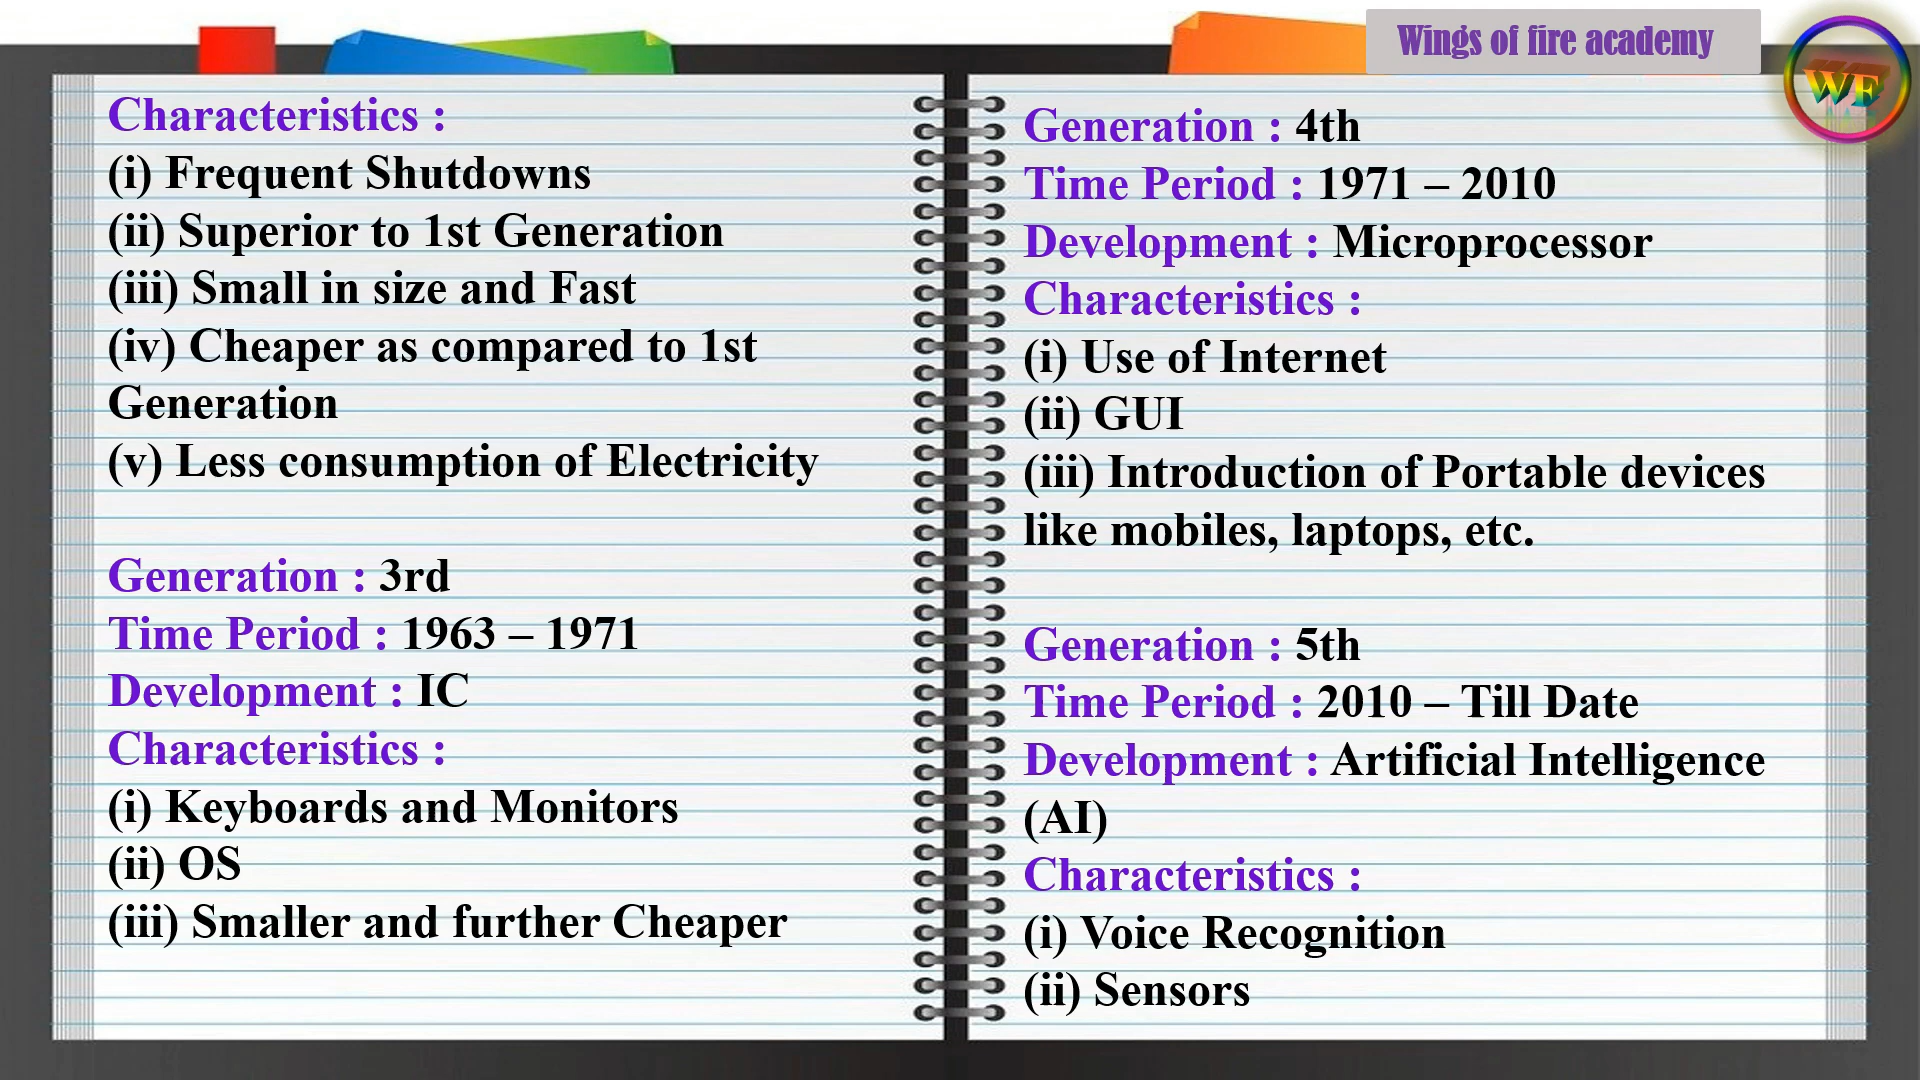 Wings of fire academy
WF
Characteristics :
(i) Frequent Shutdowns
(ii) Superior to 1st Generation
(iii) Small in size and Fast
(iv) Cheaper as compared to 1st
Generation
(v) Less consumption of Electricity
Generation : 3rd
Time Period : 1963 – 1971
Development : IC
Characteristics :
(i) Keyboards and Monitors
(ii) OS
(iii) Smaller and further Cheaper
Generation : 4th
Time Period : 1971 – 2010
Development : Microprocessor
Characteristics :
(i) Use of Internet
(ii) GUI
(iii) Introduction of Portable devices
like mobiles, laptops, etc.
Generation : 5th
Time Period : 2010 – Till Date
Development : Artificial Intelligence
(AI)
Characteristics :
(i) Voice Recognition
(ii) Sensors